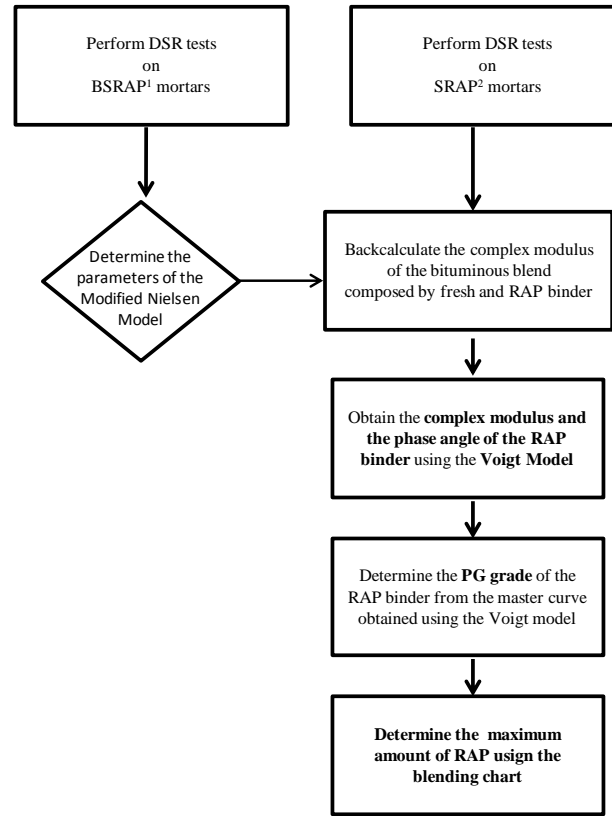 Perform DSR tests
on
BSRAP¹ mortars
Perform DSR tests
on
SRAP² mortars
Determine the
parameters of the
Modified Nielsen
Model
Backcalculate the complex modulus
of the bituminous blend
composed by fresh and RAP binder
Obtain the complex modulus and
the phase angle of the RAP
binder using the Voigt Model
Determine the PG grade of the
RAP binder from the master curve
obtained using the Voigt model
Determine the maximum
amount of RAP usign the
blending chart